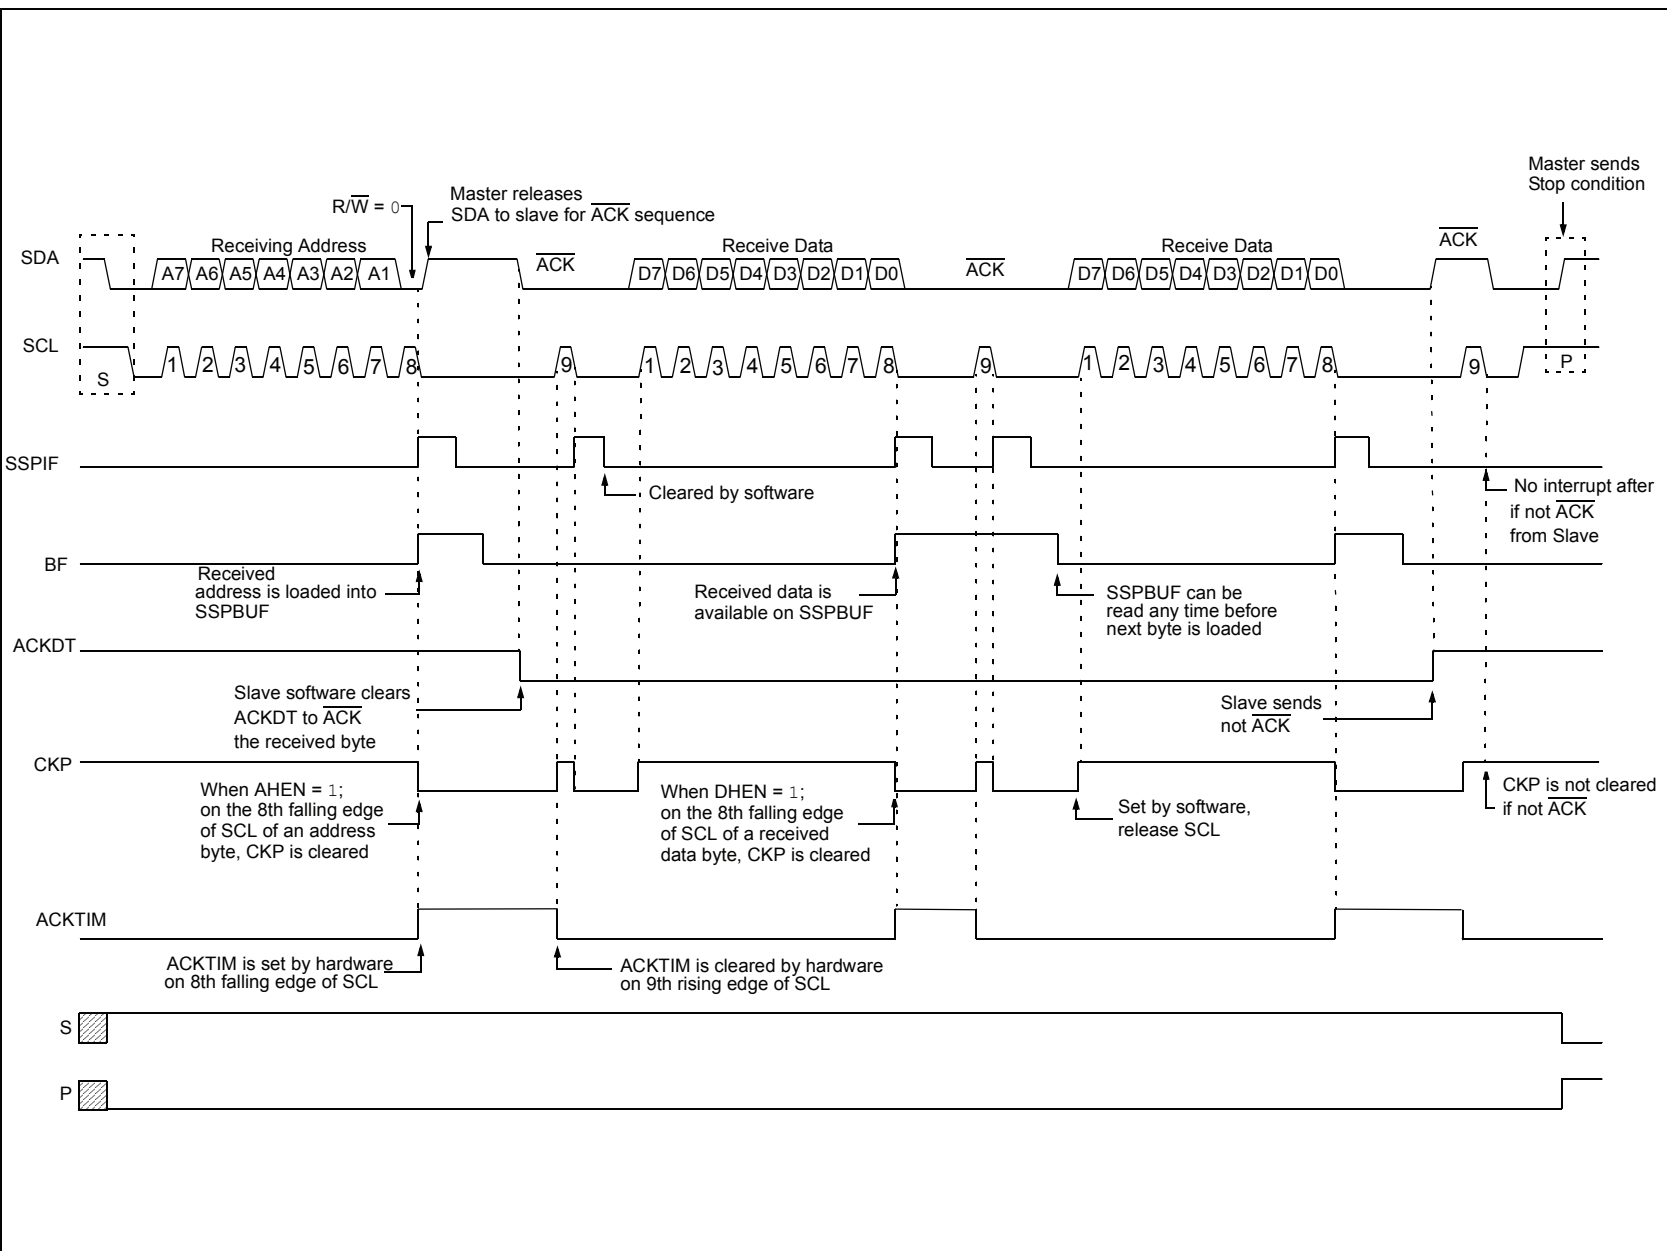 Master sends
Stop condition
Master releases
SDA to slave for ACK sequence
R/W = 0
SDA
Receiving Address
ACK
Receive Data
ACK
Receive Data
ACK
A7 A6 A5 A4 A3 A2 A1
D7 D6 D5 D4 D3 D2 D1 D0
D7 D6 D5 D4 D3 D2 D1 D0
SCL
S
1 2 3 4 5 6 7 8 9
1 2 3 4 5 6 7 8 9
1 2 3 4 5 6 7 8 9
P
SSPIF
Cleared by software
No interrupt after
if not ACK
from Slave
BF
Received
address is loaded into
SSPBUF
Received data is
available on SSPBUF
SSPBUF can be
read any time before
next byte is loaded
ACKDT
Slave software clears
ACKDT to ACK
the received byte
Slave sends
not ACK
CKP
When AHEN = 1;
on the 8th falling edge
of SCL of an address
byte, CKP is cleared
When DHEN = 1;
on the 8th falling edge
of SCL of a received
data byte, CKP is cleared
Set by software,
release SCL
CKP is not cleared
if not ACK
ACKTIM
ACKTIM is set by hardware
on 8th falling edge of SCL
ACKTIM is cleared by hardware
on 9th rising edge of SCL
S
P